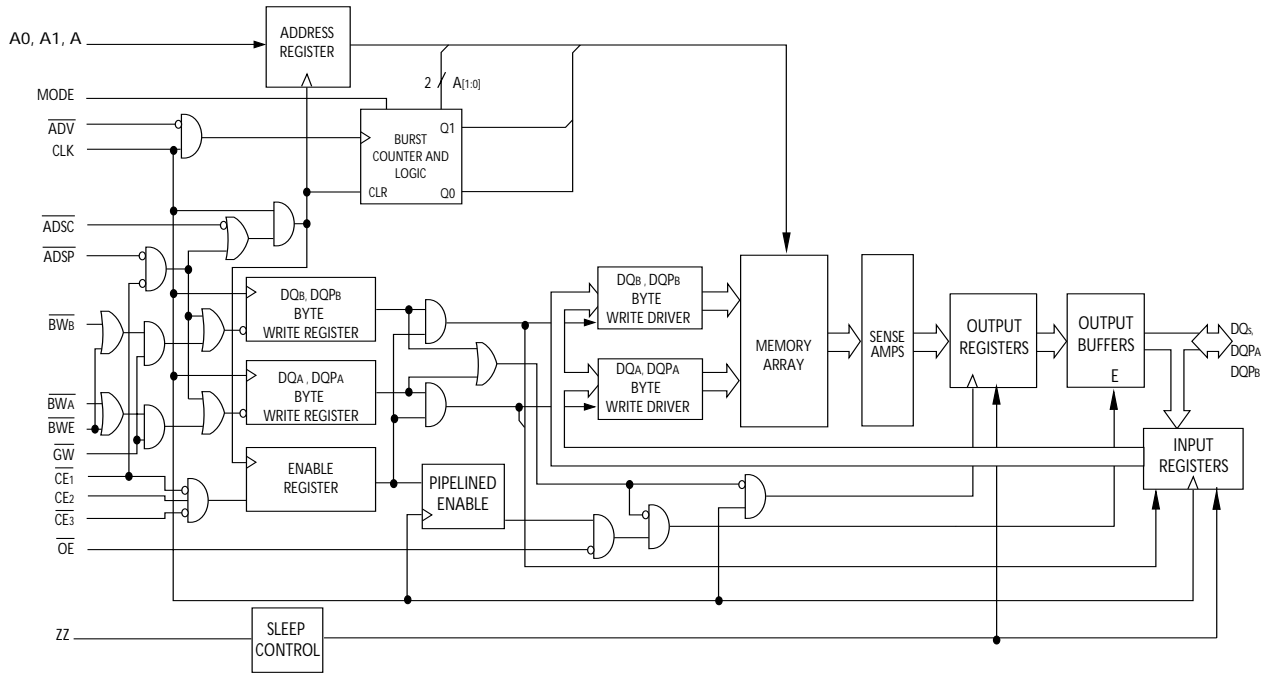 A0, A1, A
ADDRESS
REGISTER
MODE
2
A[1:0]
ADV
CLK
BURST
COUNTER AND
LOGIC
Q1
CLR
Q0
ADSC
ADSP
DQB, DQPB
BYTE
WRITE REGISTER
DQB, DQPB
BYTE
WRITE DRIVER
MEMORY
ARRAY
SENSE
AMPS
OUTPUT
REGISTERS
OUTPUT
BUFFERS
E
DQs,
DQPA
DQPB
BWB
DQA, DQPA
BYTE
WRITE REGISTER
DQA, DQPA
BYTE
WRITE DRIVER
BWA
BWE
GW
CE1
CE2
CE3
ENABLE
REGISTER
PIPELINED
ENABLE
INPUT
REGISTERS
OE
ZZ
SLEEP
CONTROL